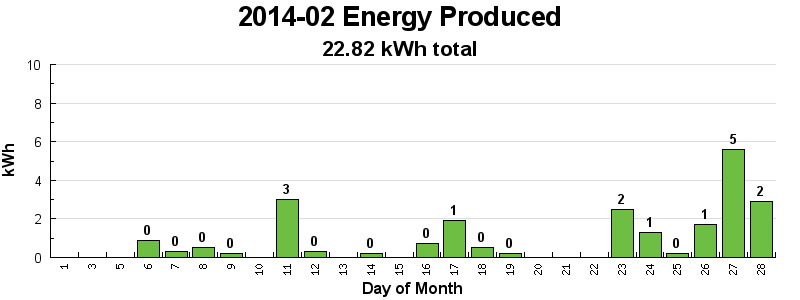 2014-02 Energy Produced
22.82 kWh total
kWh
10
8
6
4
2
0
0 0 0 0 3 0 0 0 1 0 0 2 1 0 1 5 2
1 3 5 6 7 8 9 10 11 12 13 14 15 16 17 18 19 20 21 22 23 24 25 26 27 28
Day of Month